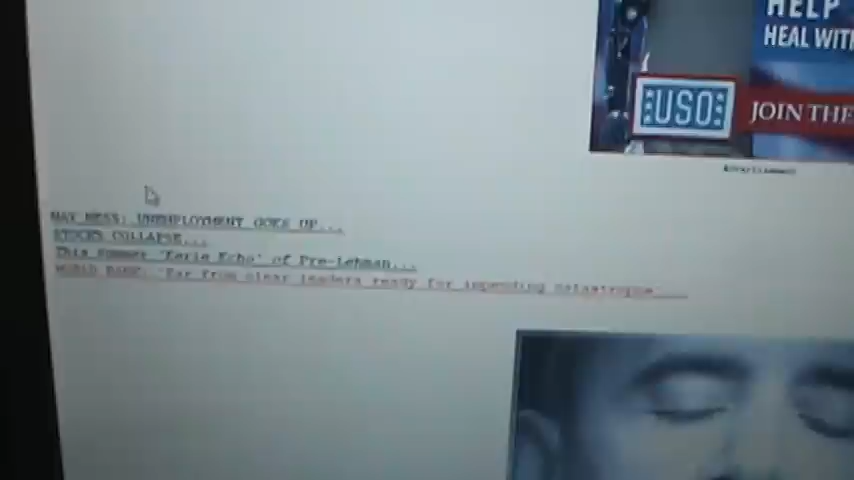 HELP
HEAL WITH
USO
JOIN THE
Advertisement
MAY MESS: UNEMPLOYMENT GOES UP...
STOCKS COLLAPSE...
This Summer 'Eerie Echo' of Pre-Lehman...
WORLD BANK: 'Far from clear leaders ready for impending catastrophe'...